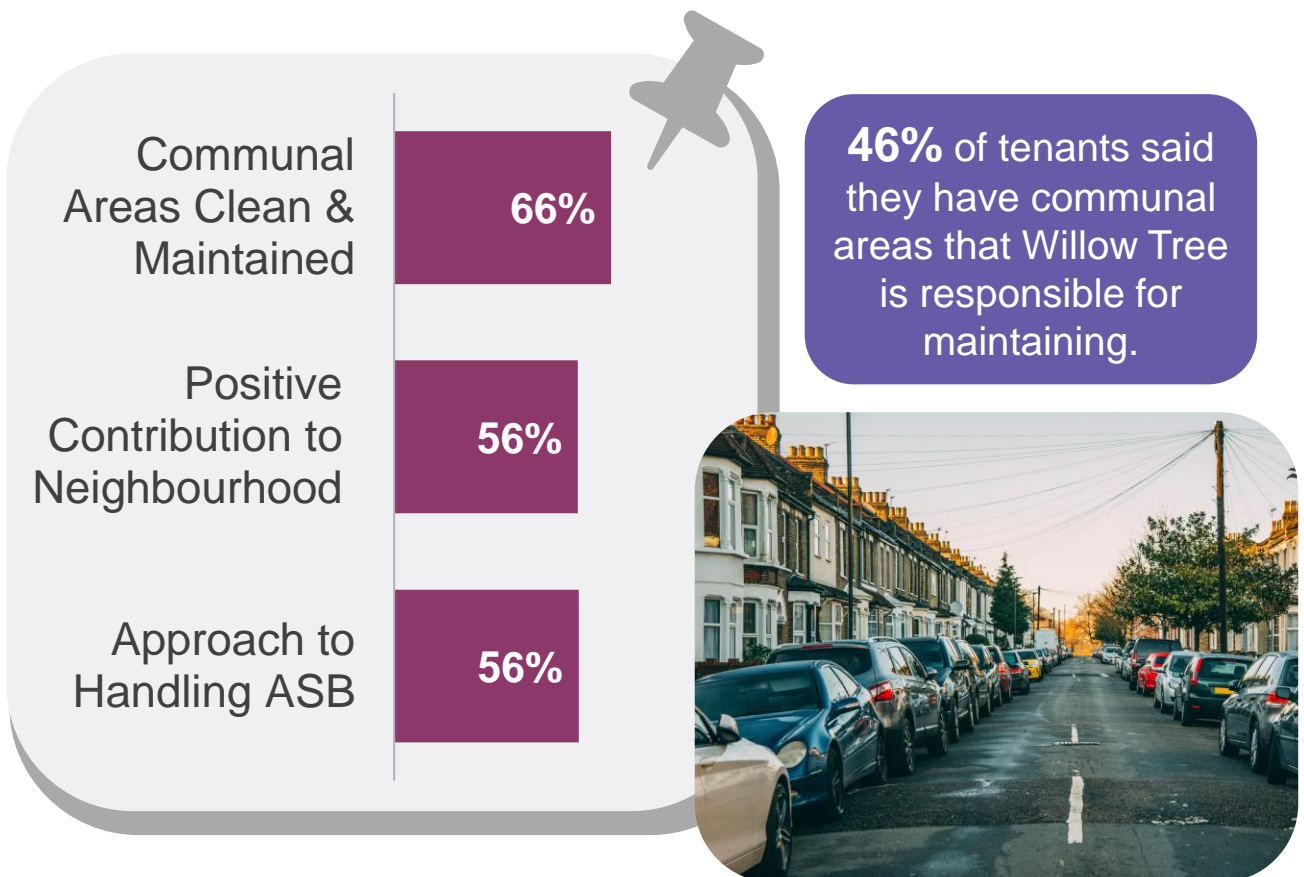 Communal
Areas Clean &
Maintained
66%
Positive
Contribution to
Neighbourhood
56%
Approach to
Handling ASB
56%
46% of tenants said
they have communal
areas that Willow Tree
is responsible for
maintaining.